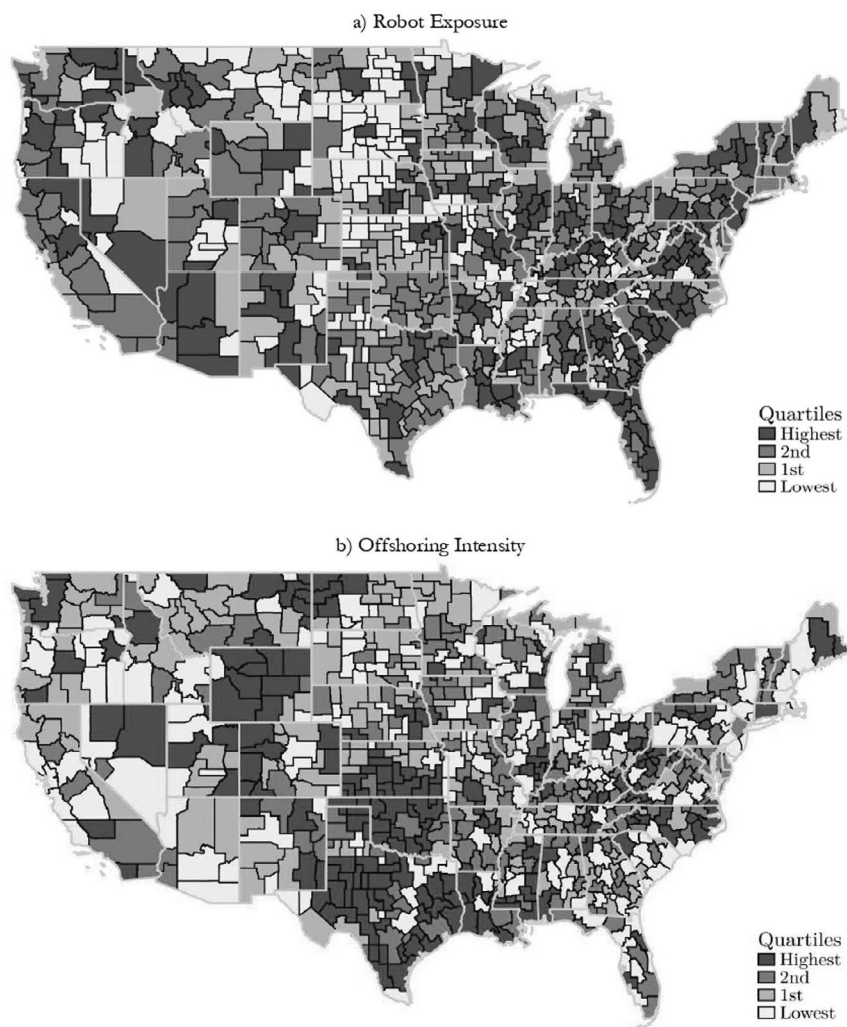 a) Robot Exposure
Quartiles
Highest
2nd
1st
Lowest
b) Offshoring Intensity
Quartiles
Highest
2nd
1st
Lowest